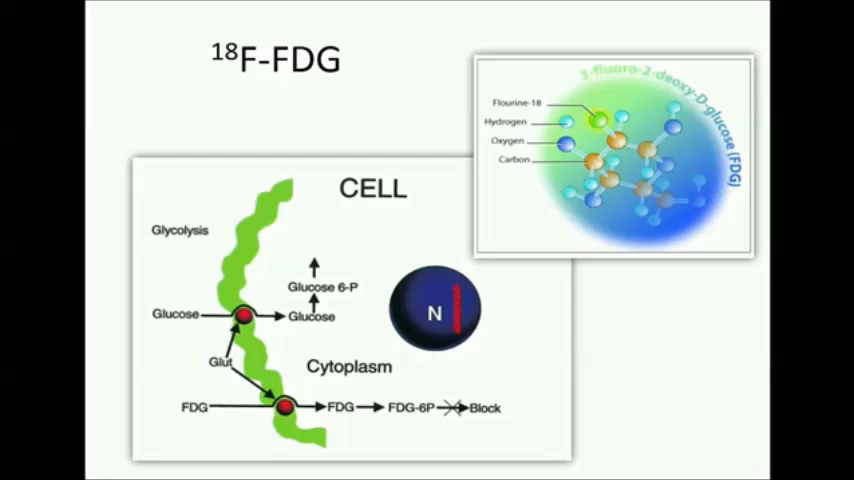 ¹⁸F-FDG
2-fluoro-2-deoxy-D-glucose (FDG)
Flourine-18
Hydrogen
Oxygen
Carbon
CELL
Glycolysis
Glucose 6-P
Glucose
Glucose
N
Glut
Cytoplasm
FDG
FDG
FDG-6P
Block